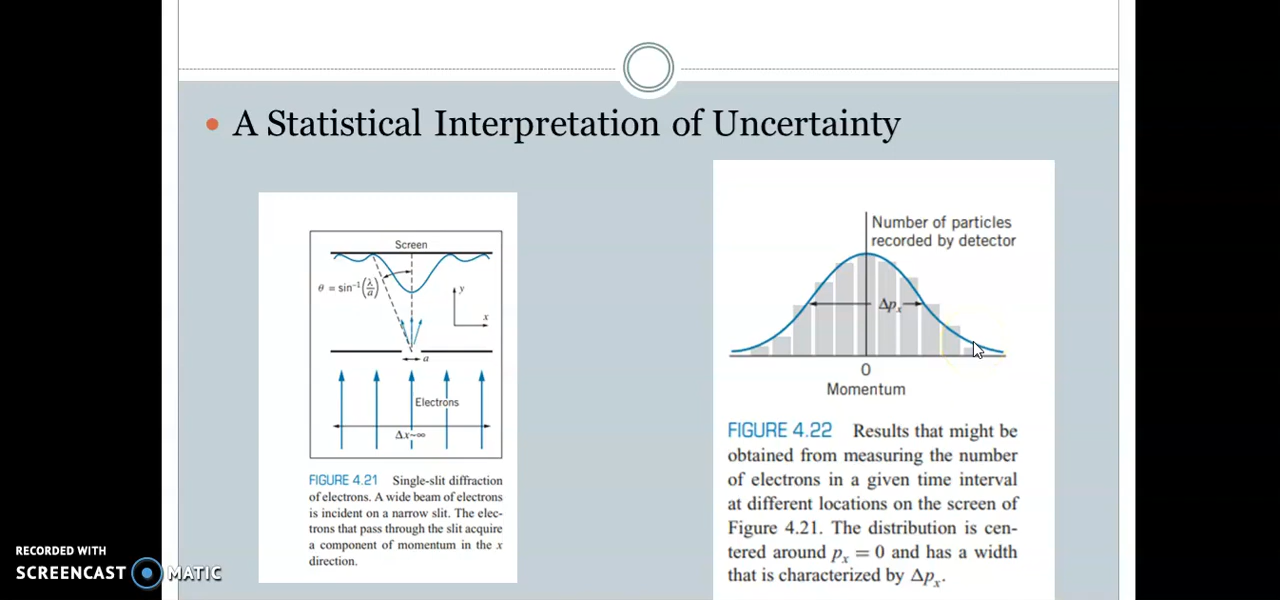 • A Statistical Interpretation of Uncertainty
Screen
θ = sin⁻¹(λ/a)
y
x
a
Electrons
Δx~∞
FIGURE 4.21 Single-slit diffraction
of electrons. A wide beam of electrons
is incident on a narrow slit. The elec-
trons that pass through the slit acquire
a component of momentum in the x
direction.
Number of particles
recorded by detector
Δpₓ
0
Momentum
FIGURE 4.22 Results that might be
obtained from measuring the number
of electrons in a given time interval
at different locations on the screen of
Figure 4.21. The distribution is cen-
tered around pₓ = 0 and has a width
that is characterized by Δpₓ.
RECORDED WITH
SCREENCAST MATIC